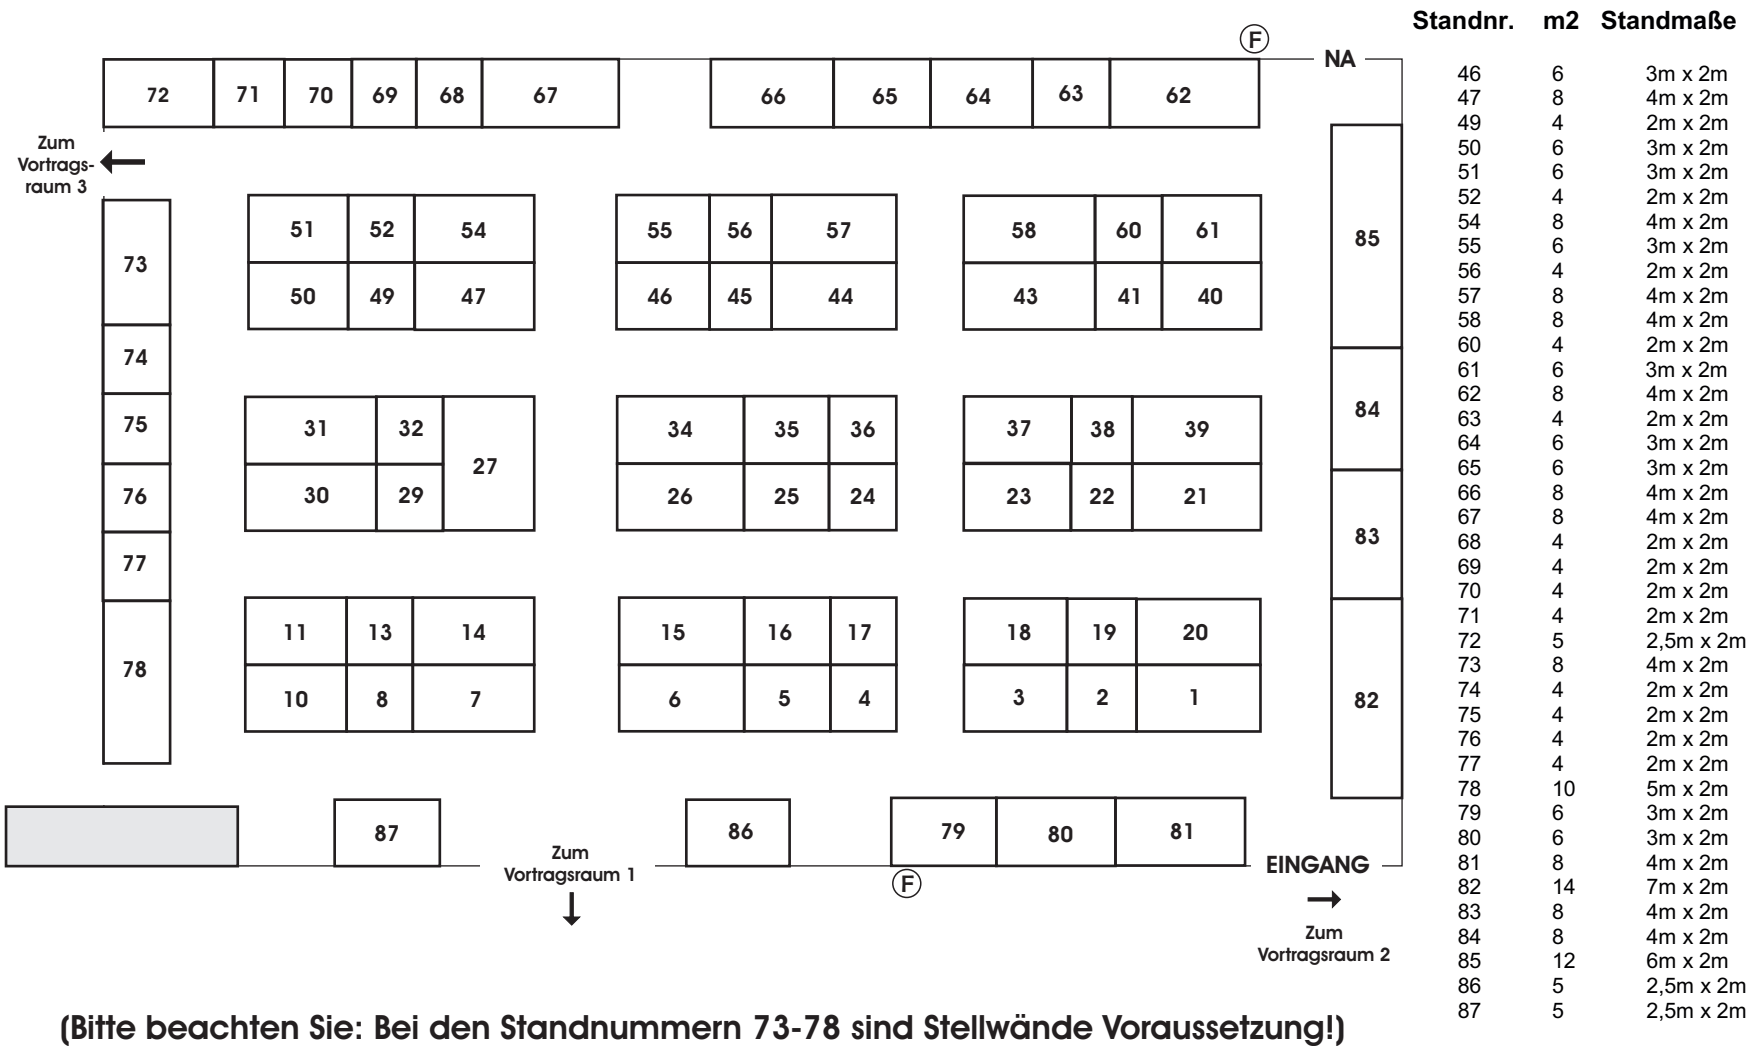 Standnr. m2 Standmaße
F
NA
72 71 70 69 68 67 66 65 64 63 62
Zum
Vortrags-
raum 3
51 52 54 55 56 57 58 60 61
50 49 47 46 45 44 43 41 40
31 32 27 34 35 36 37 38 39
30 29 26 25 24 23 22 21
11 13 14 15 16 17 18 19 20
10 8 7 6 5 4 3 2 1
73
74
75
76
77
78
85
84
83
82
87 86 79 80 81
Zum
Vortragsraum 1
F
EINGANG
Zum
Vortragsraum 2
46 6 3m x 2m
47 8 4m x 2m
49 4 2m x 2m
50 6 3m x 2m
51 6 3m x 2m
52 4 2m x 2m
54 8 4m x 2m
55 6 3m x 2m
56 4 2m x 2m
57 8 4m x 2m
58 8 4m x 2m
60 4 2m x 2m
61 6 3m x 2m
62 8 4m x 2m
63 4 2m x 2m
64 6 3m x 2m
65 6 3m x 2m
66 8 4m x 2m
67 8 4m x 2m
68 4 2m x 2m
69 4 2m x 2m
70 4 2m x 2m
71 4 2m x 2m
72 5 2,5m x 2m
73 8 4m x 2m
74 4 2m x 2m
75 4 2m x 2m
76 4 2m x 2m
77 4 2m x 2m
78 10 5m x 2m
79 6 3m x 2m
80 6 3m x 2m
81 8 4m x 2m
82 14 7m x 2m
83 8 4m x 2m
84 8 4m x 2m
85 12 6m x 2m
86 5 2,5m x 2m
87 5 2,5m x 2m
(Bitte beachten Sie: Bei den Standnummern 73-78 sind Stellwände Voraussetzung!)